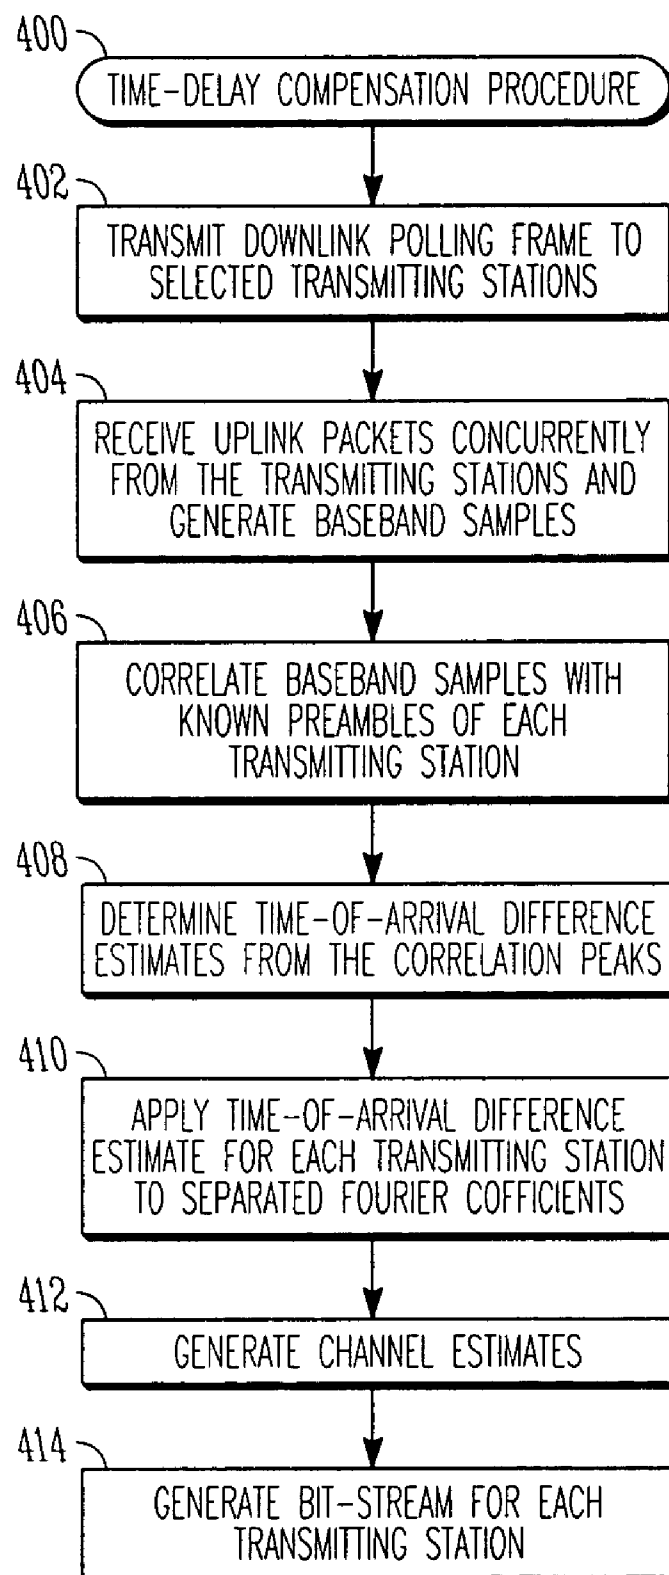 400
TIME-DELAY COMPENSATION PROCEDURE
402
TRANSMIT DOWNLINK POLLING FRAME TO
SELECTED TRANSMITTING STATIONS
404
RECEIVE UPLINK PACKETS CONCURRENTLY
FROM THE TRANSMITTING STATIONS AND
GENERATE BASEBAND SAMPLES
406
CORRELATE BASEBAND SAMPLES WITH
KNOWN PREAMBLES OF EACH
TRANSMITTING STATION
408
DETERMINE TIME-OF-ARRIVAL DIFFERENCE
ESTIMATES FROM THE CORRELATION PEAKS
410
APPLY TIME-OF-ARRIVAL DIFFERENCE
ESTIMATE FOR EACH TRANSMITTING STATION
TO SEPARATED FOURIER COFFICIENTS
412
GENERATE CHANNEL ESTIMATES
414
GENERATE BIT-STREAM FOR EACH
TRANSMITTING STATION